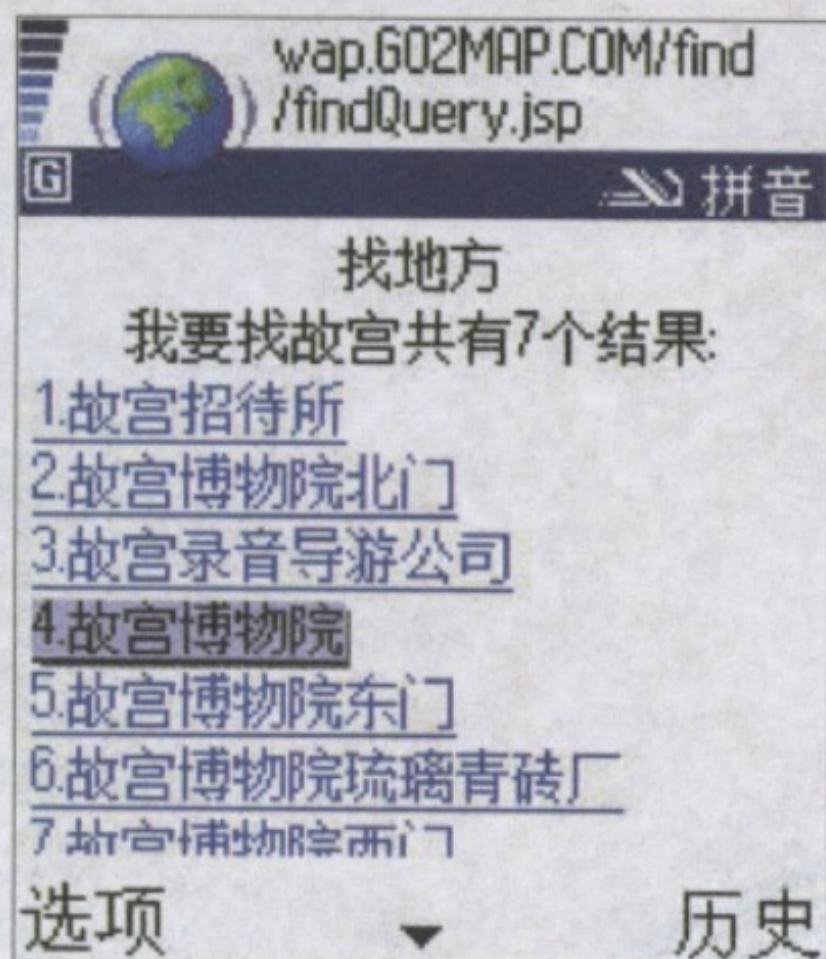 wap.GO2MAP.COM/find
/findQuery.jsp
G 拼音
找地方
我要找故宫共有7个结果:
1.故宫招待所
2.故宫博物院北门
3.故宫录音导游公司
4.故宫博物院
5.故宫博物院东门
6.故宫博物院琉璃青砖厂
7.故宫博物院西门
选项 历史